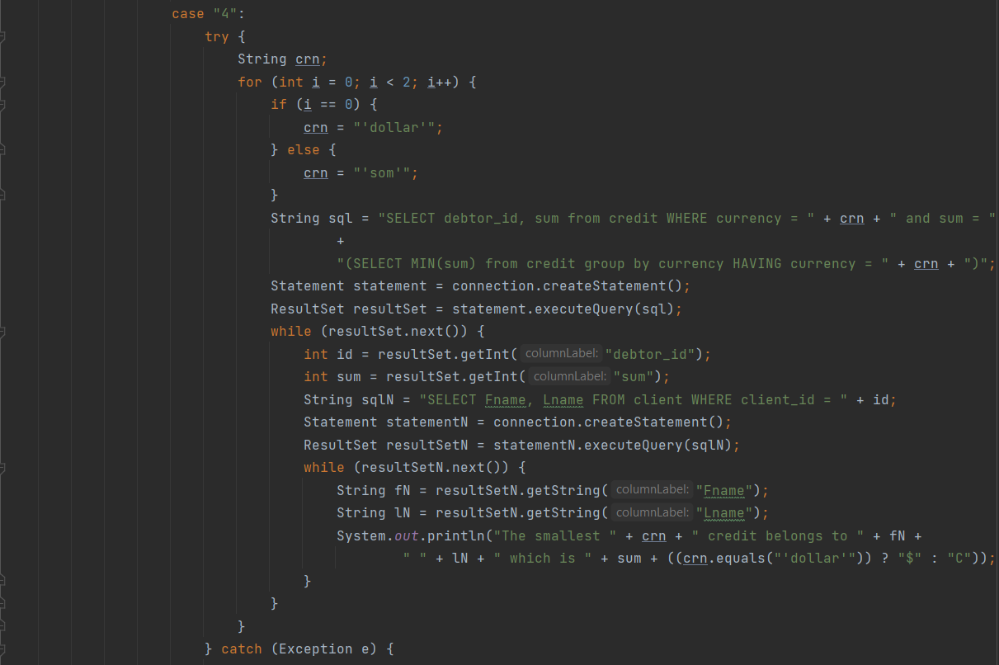 case "4":
try {
String crn;
for (int i = 0; i < 2; i++) {
if (i == 0) {
crn = "'dollar'";
} else {
crn = "'som'";
}
String sql = "SELECT debtor_id, sum from credit WHERE currency = " + crn + " and sum = "
+
"(SELECT MIN(sum) from credit group by currency HAVING currency = " + crn + ")";
Statement statement = connection.createStatement();
ResultSet resultSet = statement.executeQuery(sql);
while (resultSet.next()) {
int id = resultSet.getInt( columnLabel: "debtor_id");
int sum = resultSet.getInt( columnLabel: "sum");
String sqlN = "SELECT Fname, Lname FROM client WHERE client_id = " + id;
Statement statementN = connection.createStatement();
ResultSet resultSetN = statementN.executeQuery(sqlN);
while (resultSetN.next()) {
String fN = resultSetN.getString( columnLabel: "Fname");
String lN = resultSetN.getString( columnLabel: "Lname");
System.out.println("The smallest " + crn + " credit belongs to " + fN +
" " + lN + " which is " + sum + ((crn.equals("'dollar'")) ? "$" : "C"));
}
}
}
} catch (Exception e) {